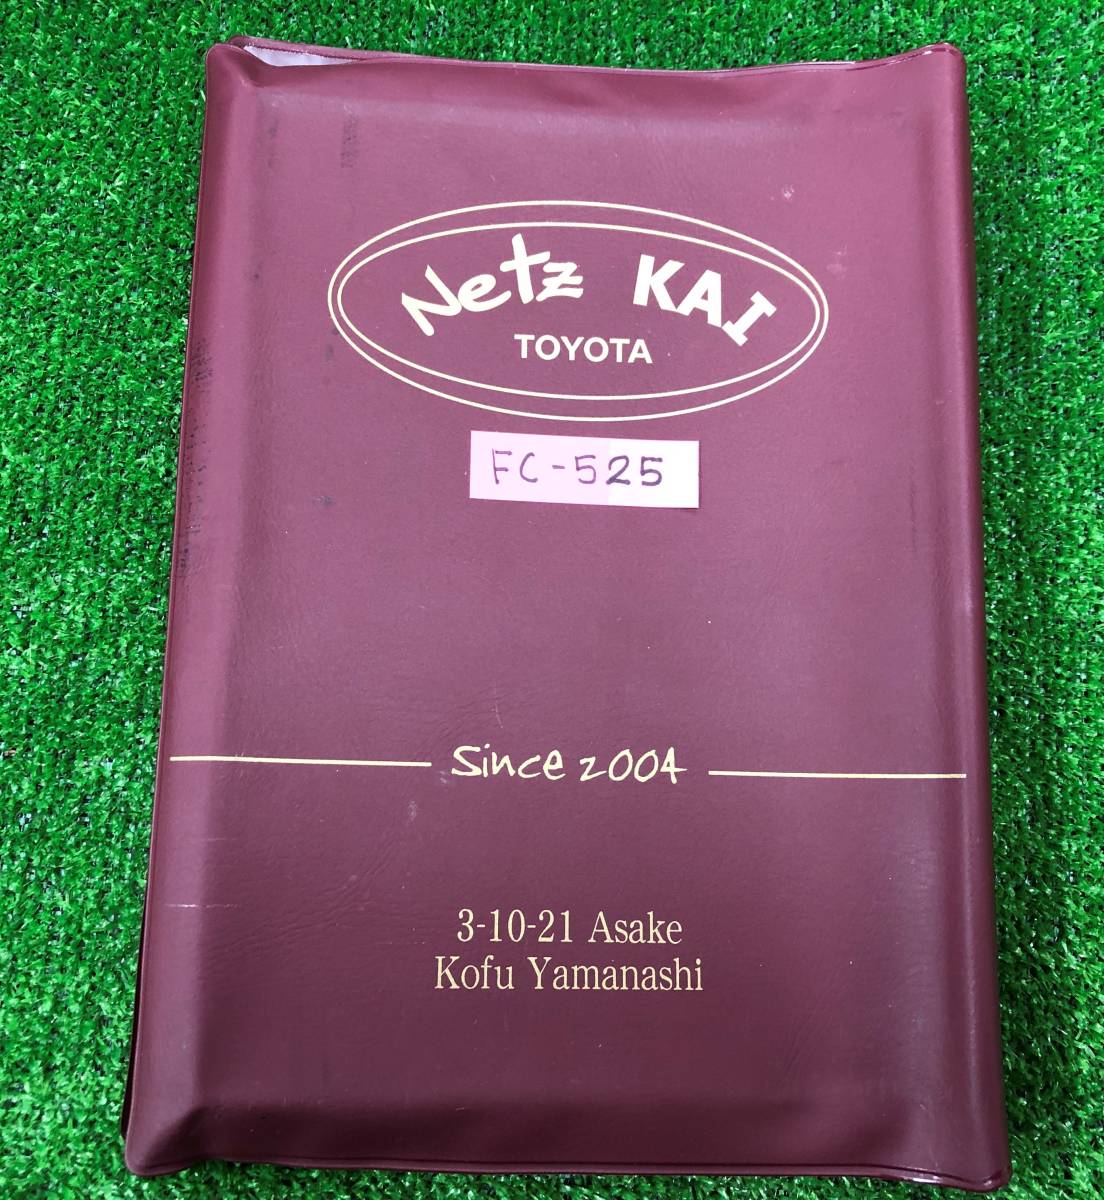 Netz KAI
TOYOTA
FC-525
Since 2004
3-10-21 Asake
Kofu Yamanashi